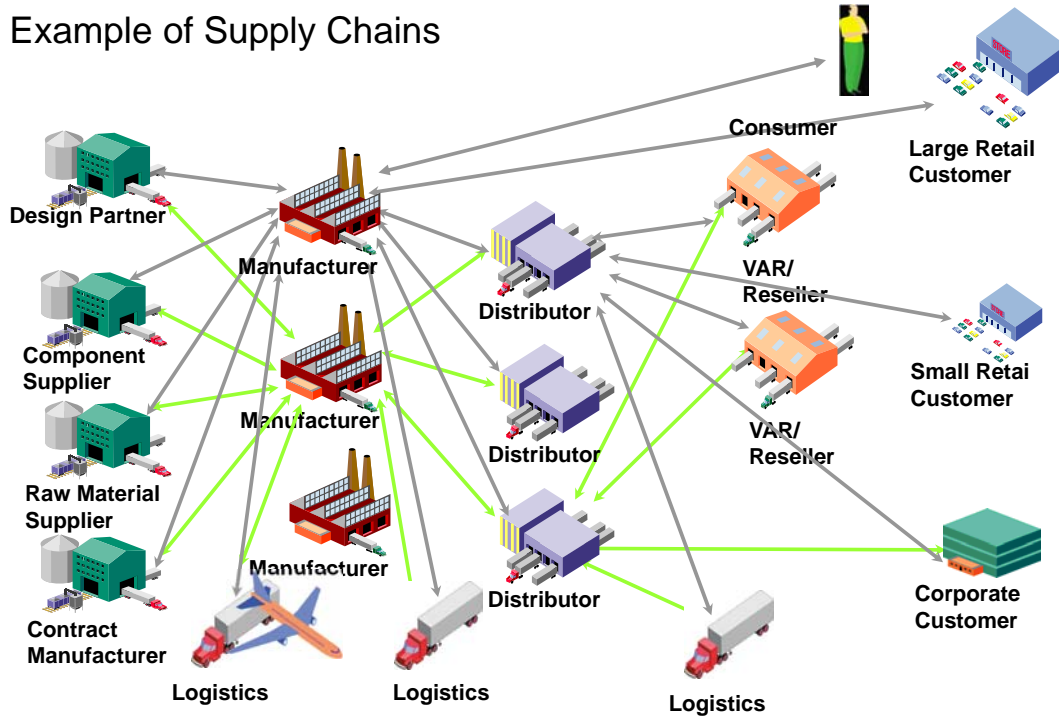 Example of Supply Chains
STORE
Consumer
Large Retail
Customer
Design Partner
Manufacturer
VAR/
Reseller
Distributor
Component
Supplier
Small Retai
Customer
Manufacturer
VAR/
Reseller
Distributor
Raw Material
Supplier
Manufacturer
Distributor
Corporate
Customer
Contract
Manufacturer
Logistics
Logistics
Logistics